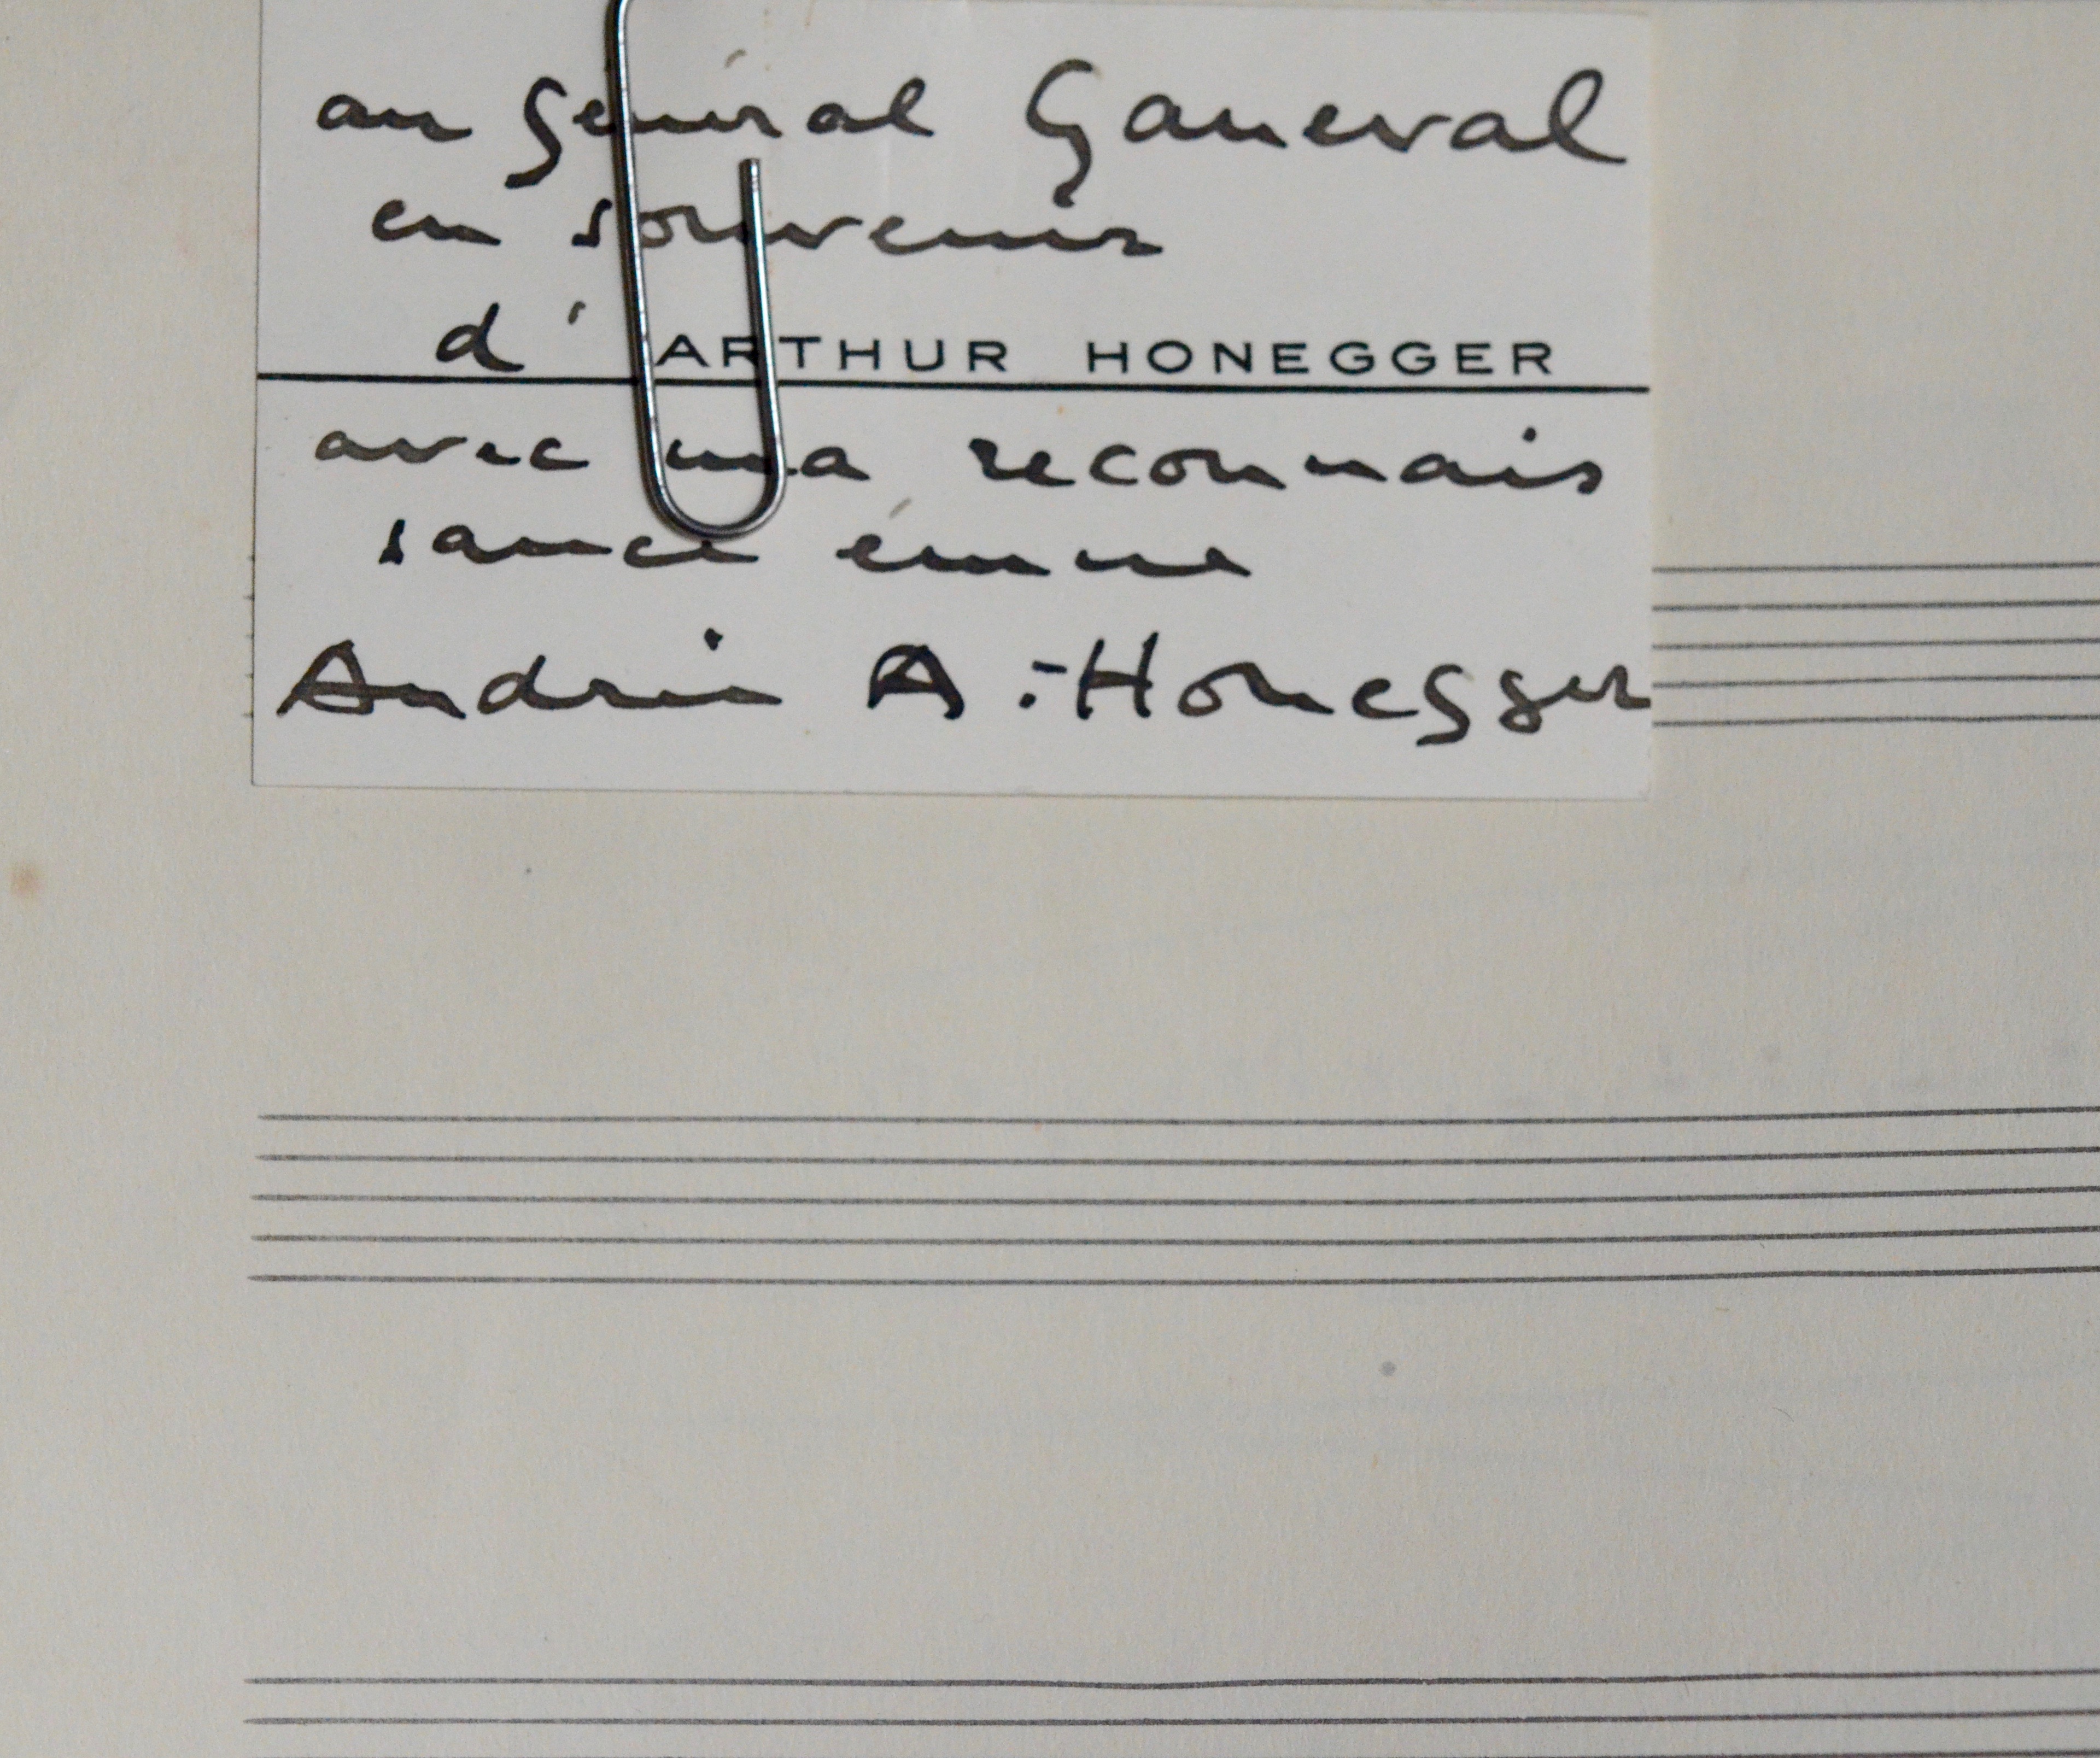 au général Ganeval
en souvenir
d'ARTHUR HONEGGER
avec ma reconnais
sance émue
Andrée A.-Honegger